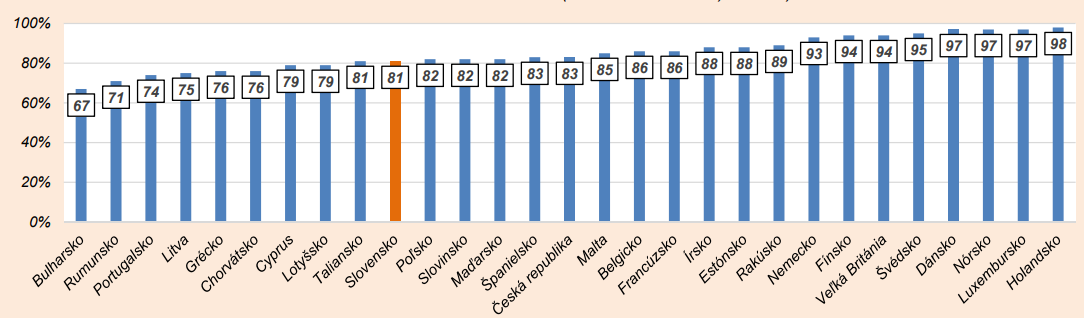 100%
80%
60%
40%
20%
0%
67 71 74 75 76 76 79 79 81 81 82 82 82 83 83 85 86 86 88 88 89 93 94 94 95 97 97 97 98
Bulharsko
Rumunsko
Portugalsko
Litva
Grécko
Chorvátsko
Cyprus
Lotyšsko
Taliansko
Slovensko
Poľsko
Slovinsko
Maďarsko
Španielsko
Česká republika
Malta
Belgicko
Francúzsko
Írsko
Estónsko
Rakúsko
Nemecko
Fínsko
Veľká Británia
Švédsko
Dánsko
Nórsko
Luxembursko
Holandsko